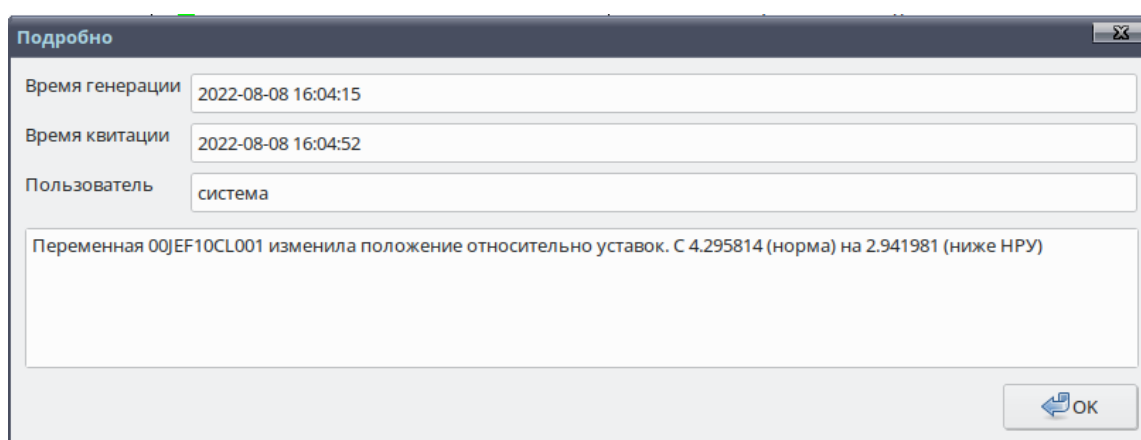 Подробно
Время генерации
2022-08-08 16:04:15
Время квитации
2022-08-08 16:04:52
Пользователь
система
Переменная 00JEF10CL001 изменила положение относительно уставок. С 4.295814 (норма) на 2.941981 (ниже НРУ)
OK